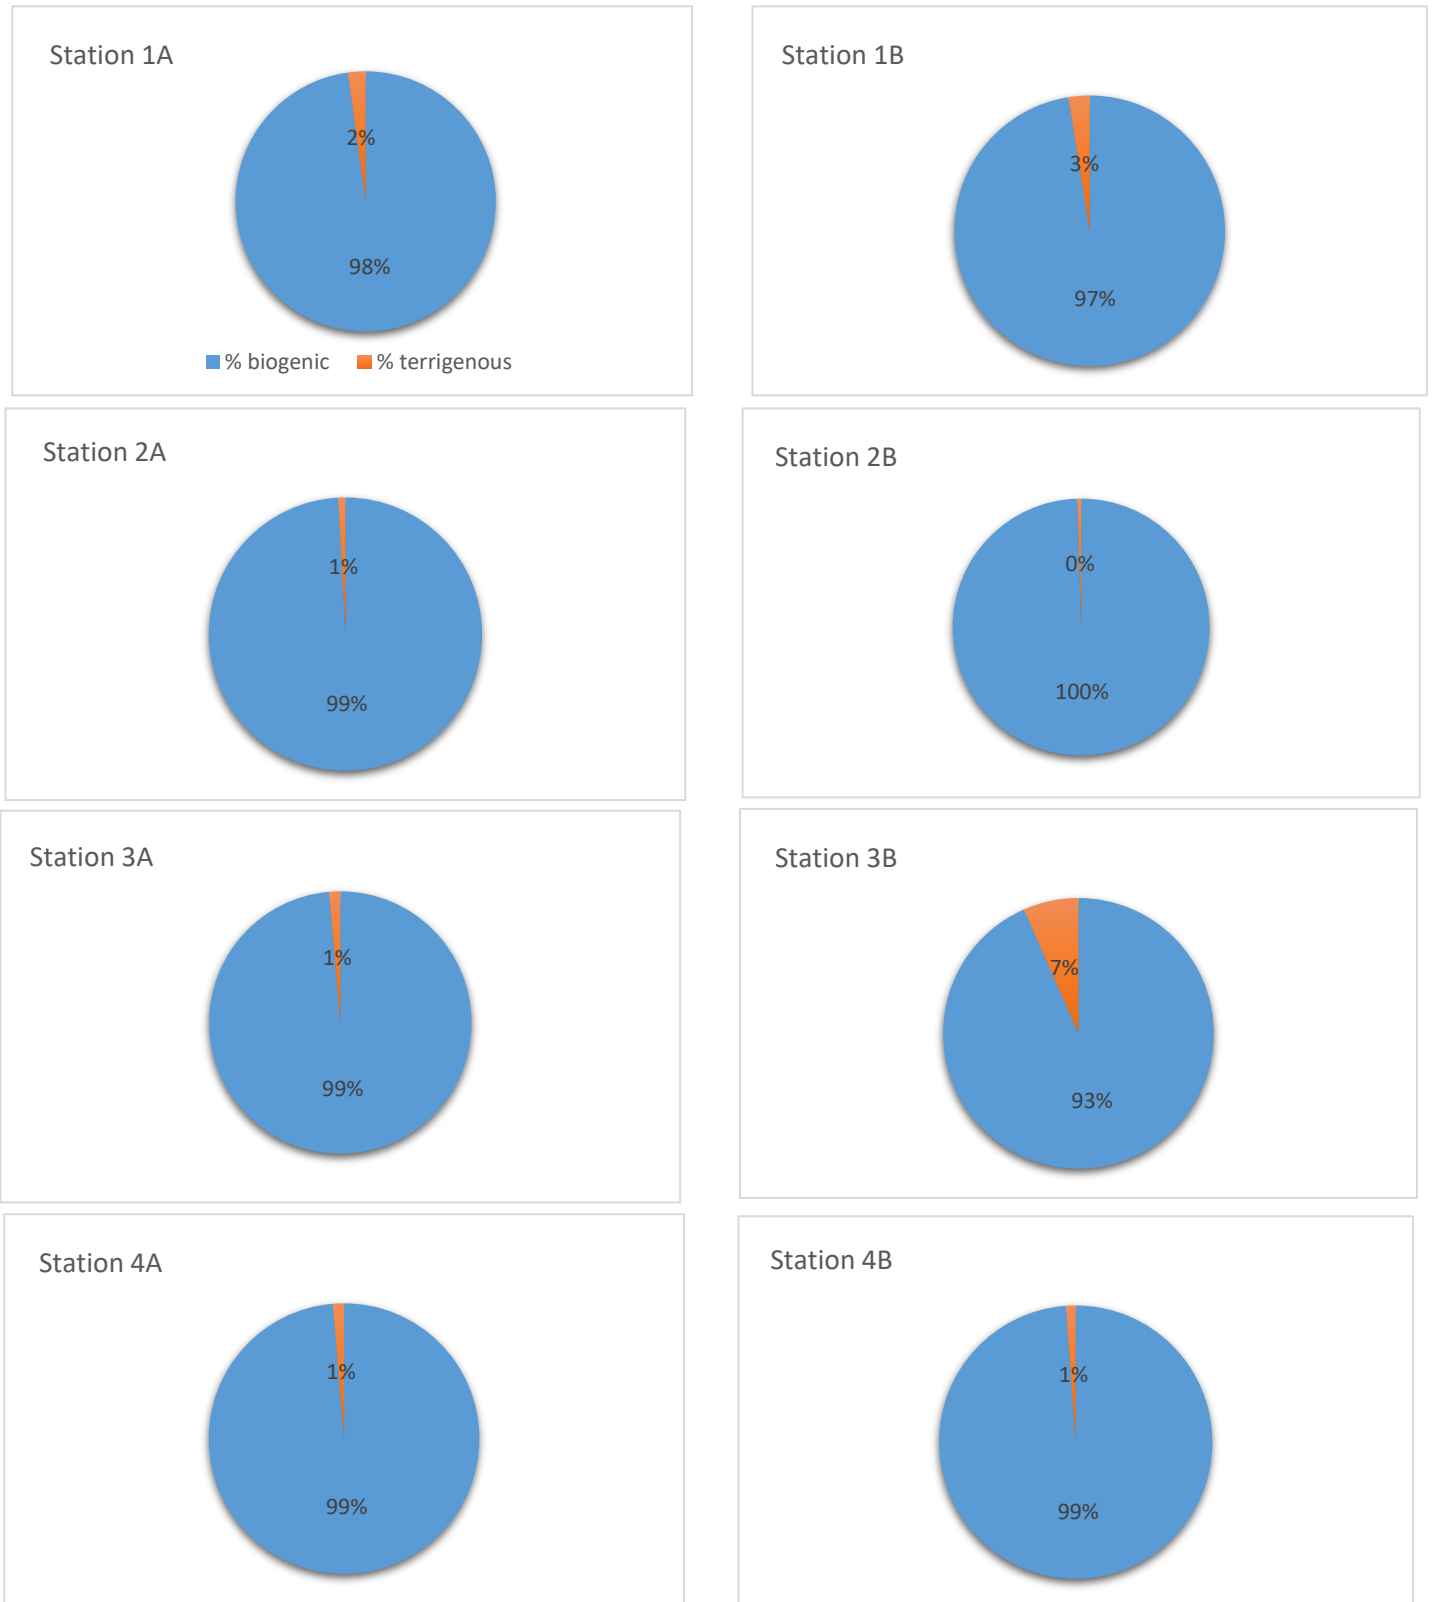 Station 1A
2%
98%
% biogenic % terrigenous
Station 1B
3%
97%
Station 2A
1%
99%
Station 2B
0%
100%
Station 3A
1%
99%
Station 3B
7%
93%
Station 4A
1%
99%
Station 4B
1%
99%